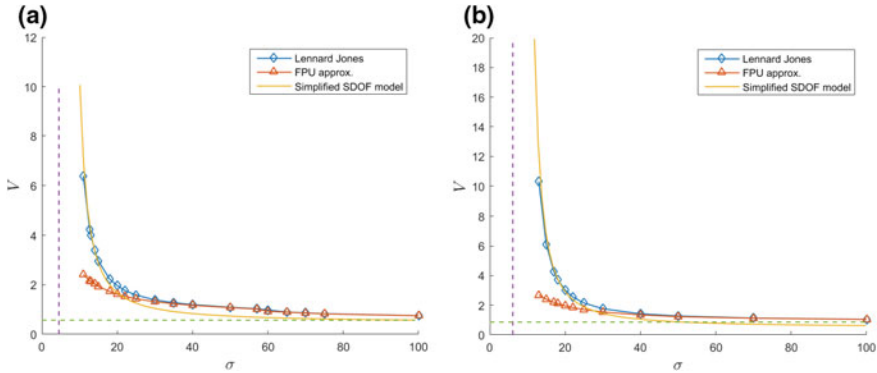 (a)
12
10
8
6
4
2
0
V
0 20 40 60 80 100
σ
Lennard Jones
FPU approx.
Simplified SDOF model
(b)
20
18
16
14
12
10
8
6
4
2
0
V
0 20 40 60 80 100
σ
Lennard Jones
FPU approx.
Simplified SDOF model